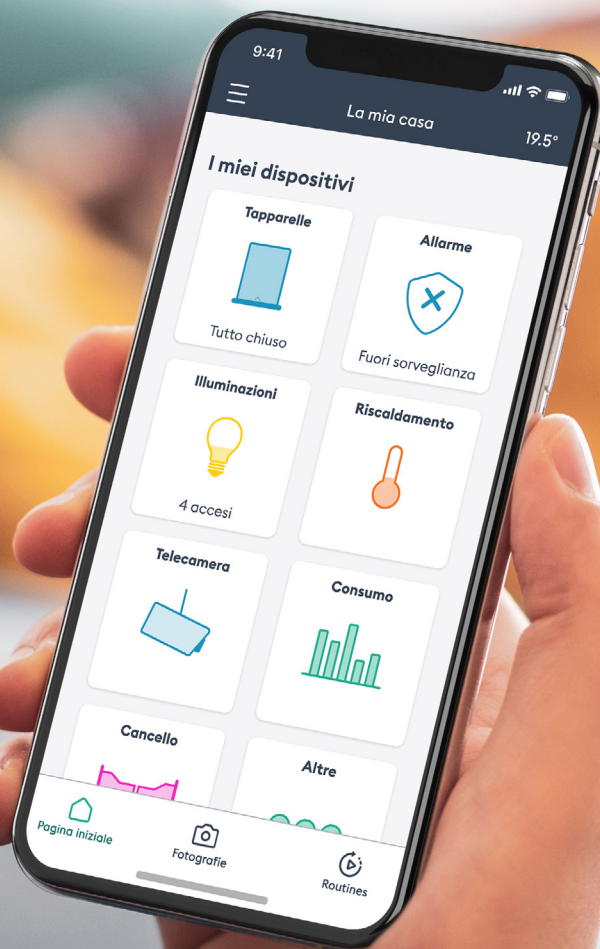 9:41
La mia casa
19.5°
I miei dispositivi
Tapparelle
Tutto chiuso
Allarme
Fuori sorveglianza
Illuminazioni
4 accesi
Riscaldamento
Telecamera
Consumo
Cancello
Altre
Pagina iniziale
Fotografie
Routines